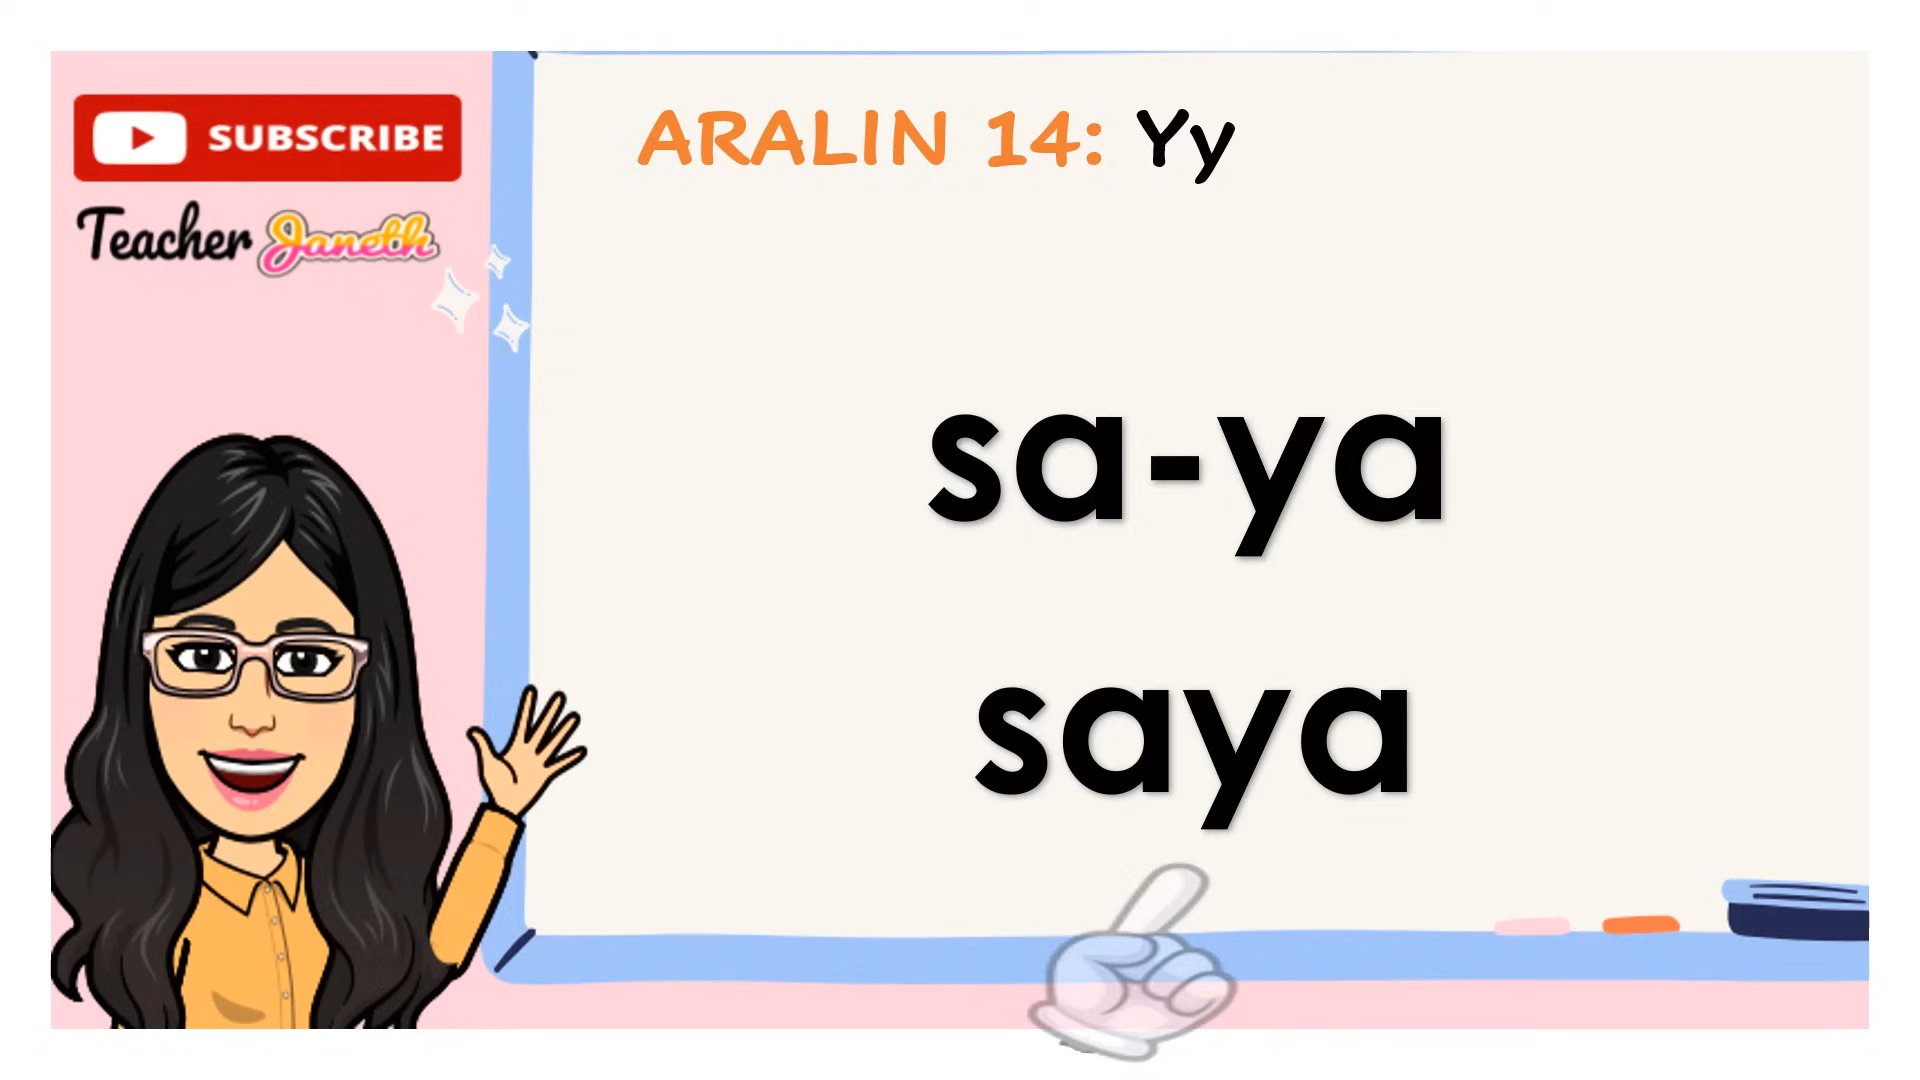 SUBSCRIBE
Teacher Janeth
ARALIN 14: Yy
sa-ya
saya